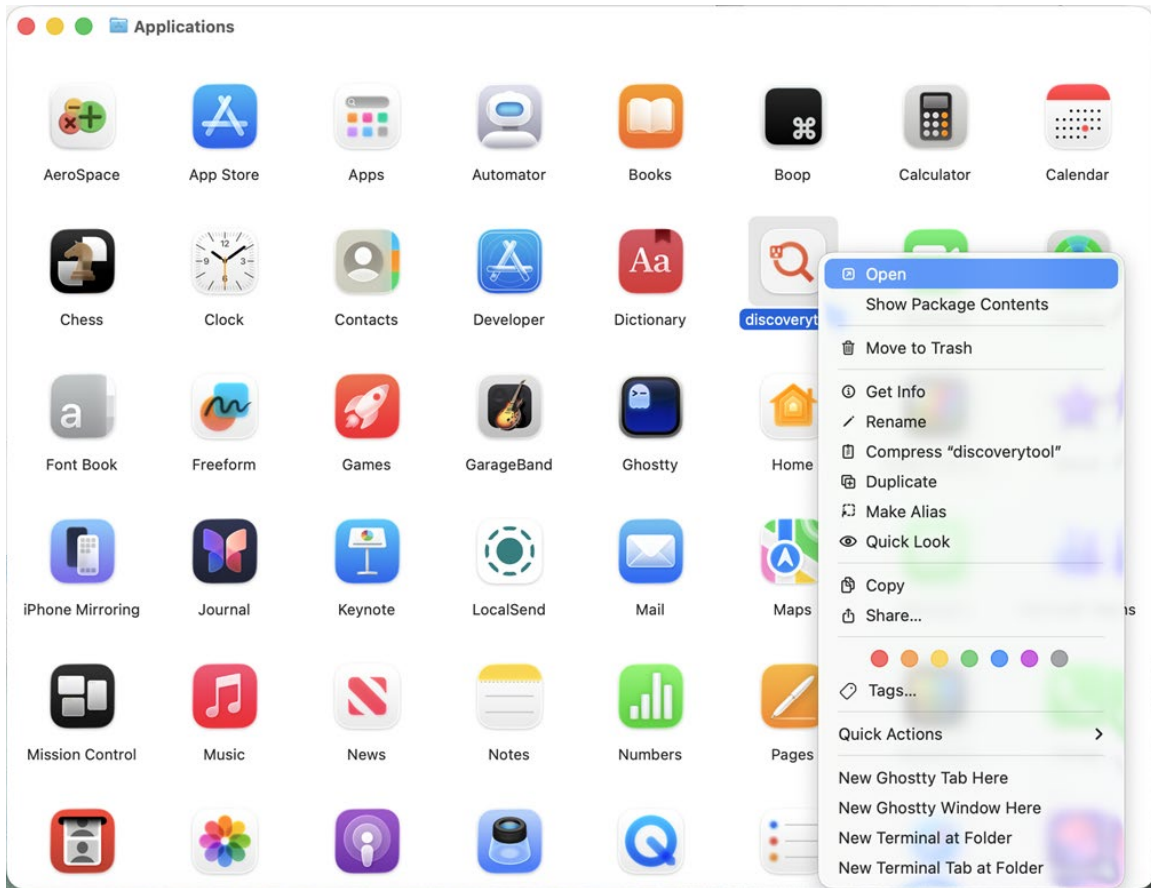 Applications
AeroSpace
App Store
Apps
Automator
Books
Boop
Calculator
Calendar
Chess
Clock
Contacts
Developer
Dictionary
discoveryt
Font Book
Freeform
Games
GarageBand
Ghostty
Home
iPhone Mirroring
Journal
Keynote
LocalSend
Mail
Maps
Mission Control
Music
News
Notes
Numbers
Pages
Open
Show Package Contents
Move to Trash
Get Info
Rename
Compress “discoverytool”
Duplicate
Make Alias
Quick Look
Copy
Share...
Tags...
Quick Actions
New Ghostty Tab Here
New Ghostty Window Here
New Terminal at Folder
New Terminal Tab at Folder